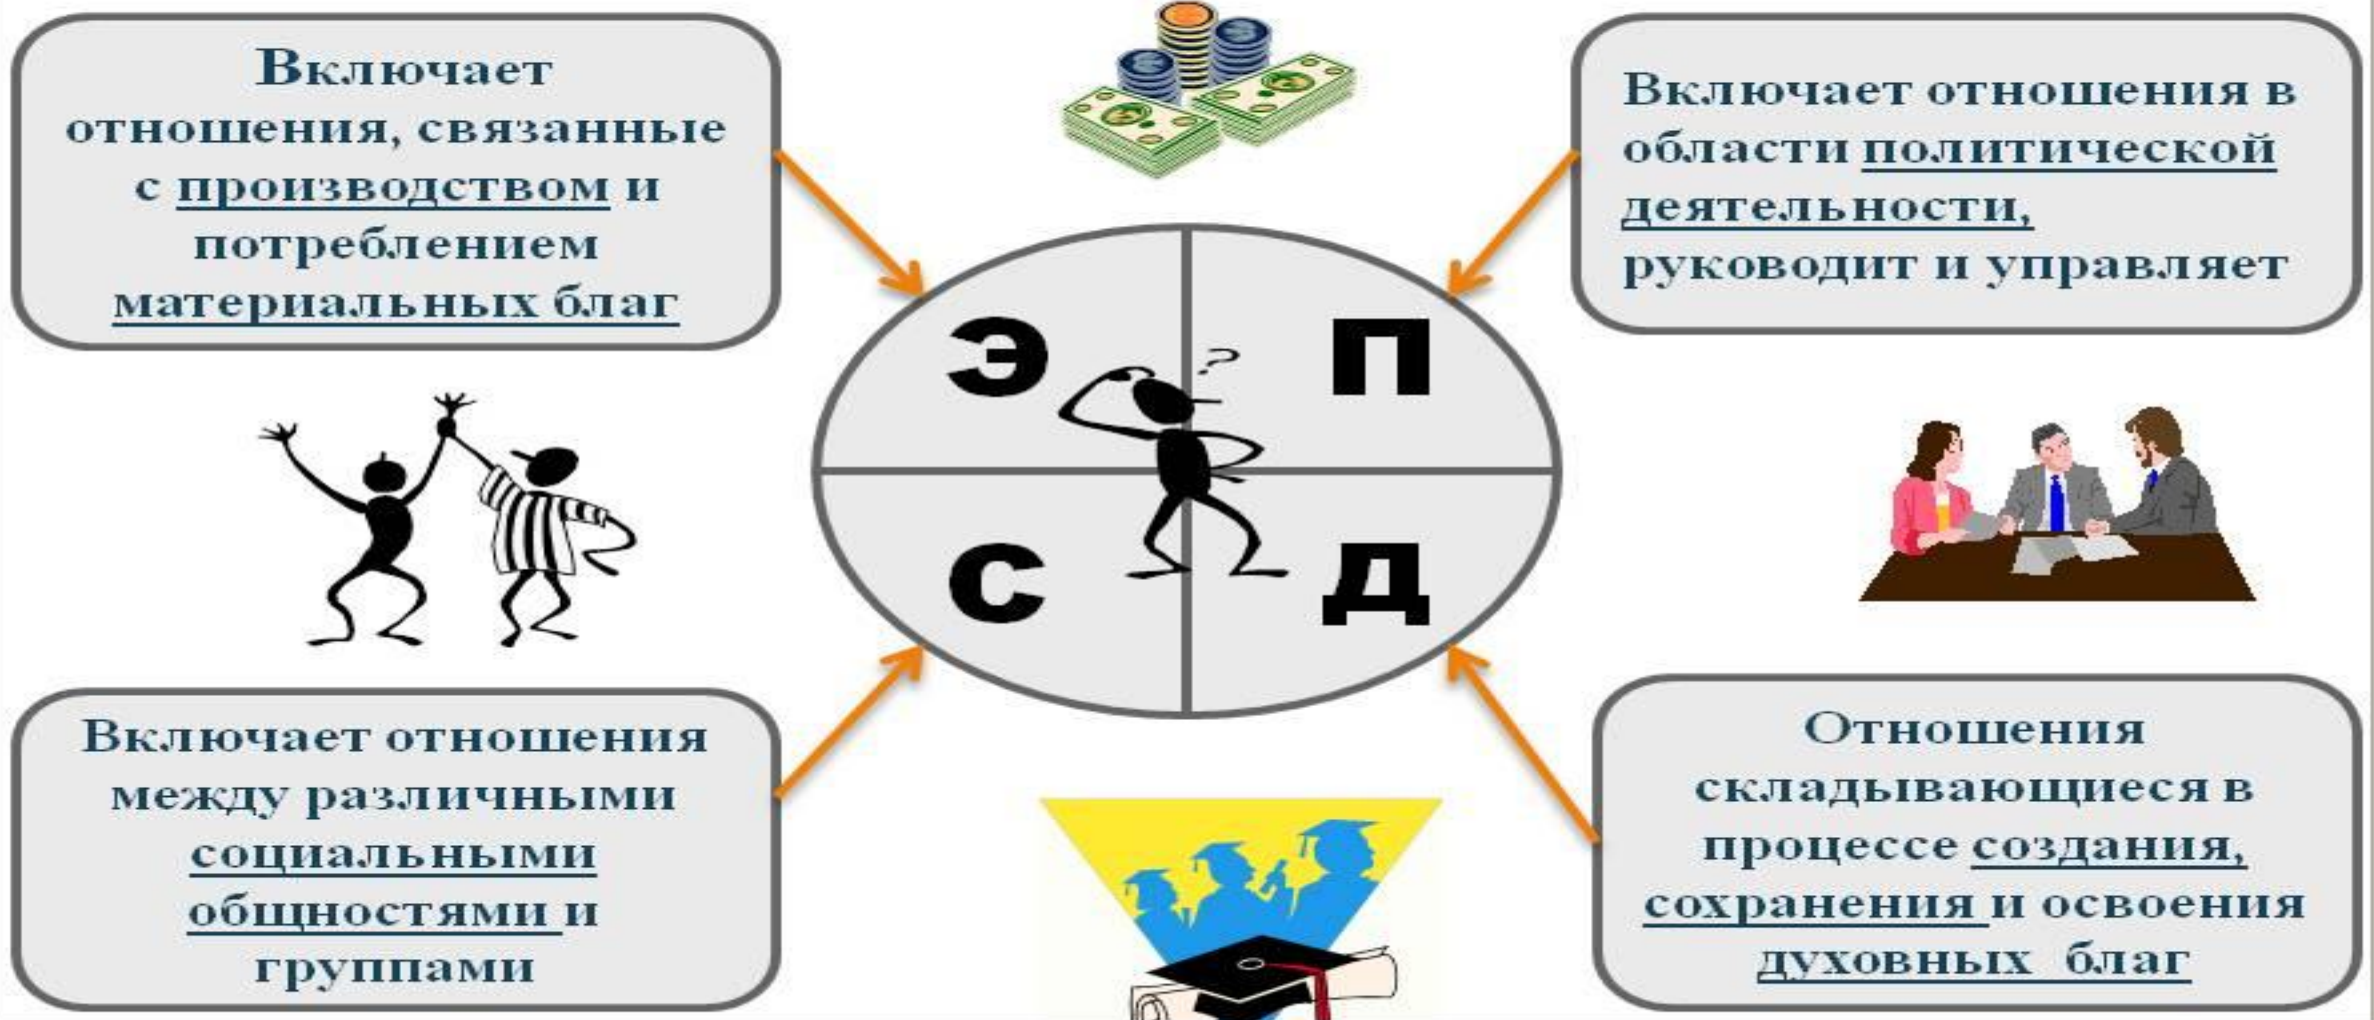 Включает
отношения, связанные
с производством и
потреблением
материальных благ
Включает отношения в
области политической
деятельности,
руководит и управляет
Э
П
?
С
Д
Включает отношения
между различными
социальными
общностями и
группами
Отношения
складывающиеся в
процессе создания,
сохранения и освоения
духовных благ